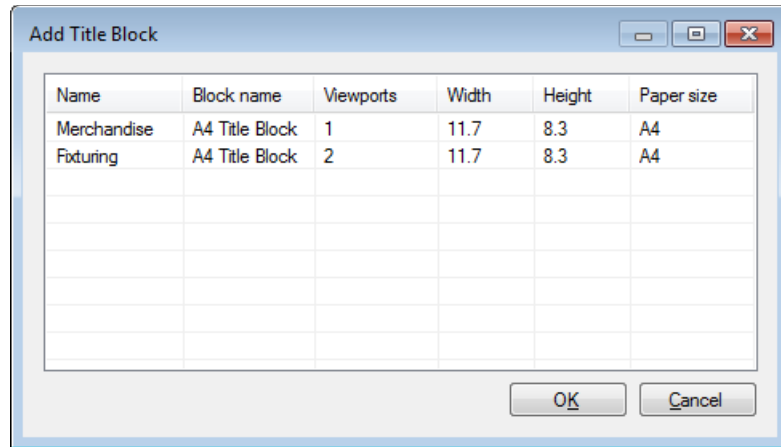 Add Title Block
Name Block name Viewports Width Height Paper size
Merchandise A4 Title Block 1 11.7 8.3 A4
Fixturing A4 Title Block 2 11.7 8.3 A4
OK Cancel